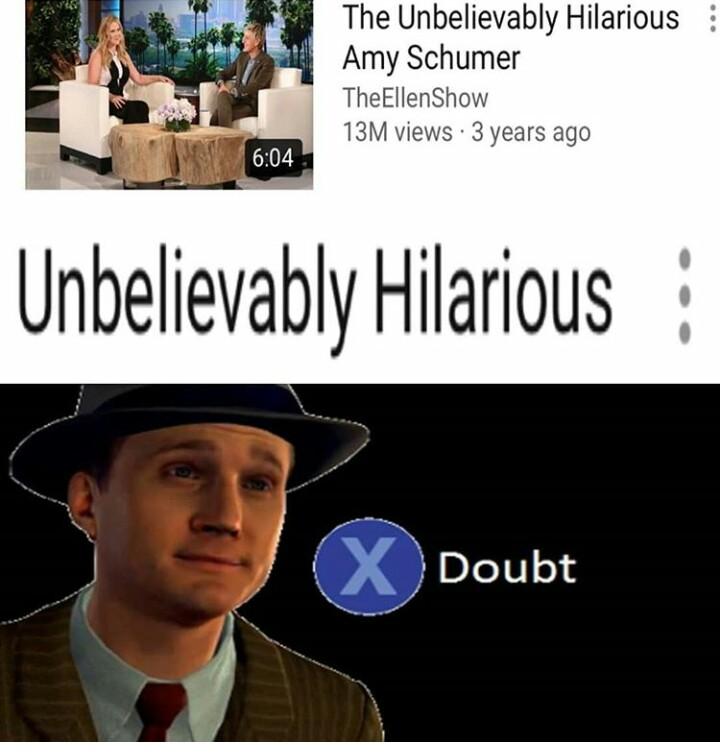 The Unbelievably Hilarious
Amy Schumer
TheEllenShow
13M views · 3 years ago
6:04
Unbelievably Hilarious
X Doubt